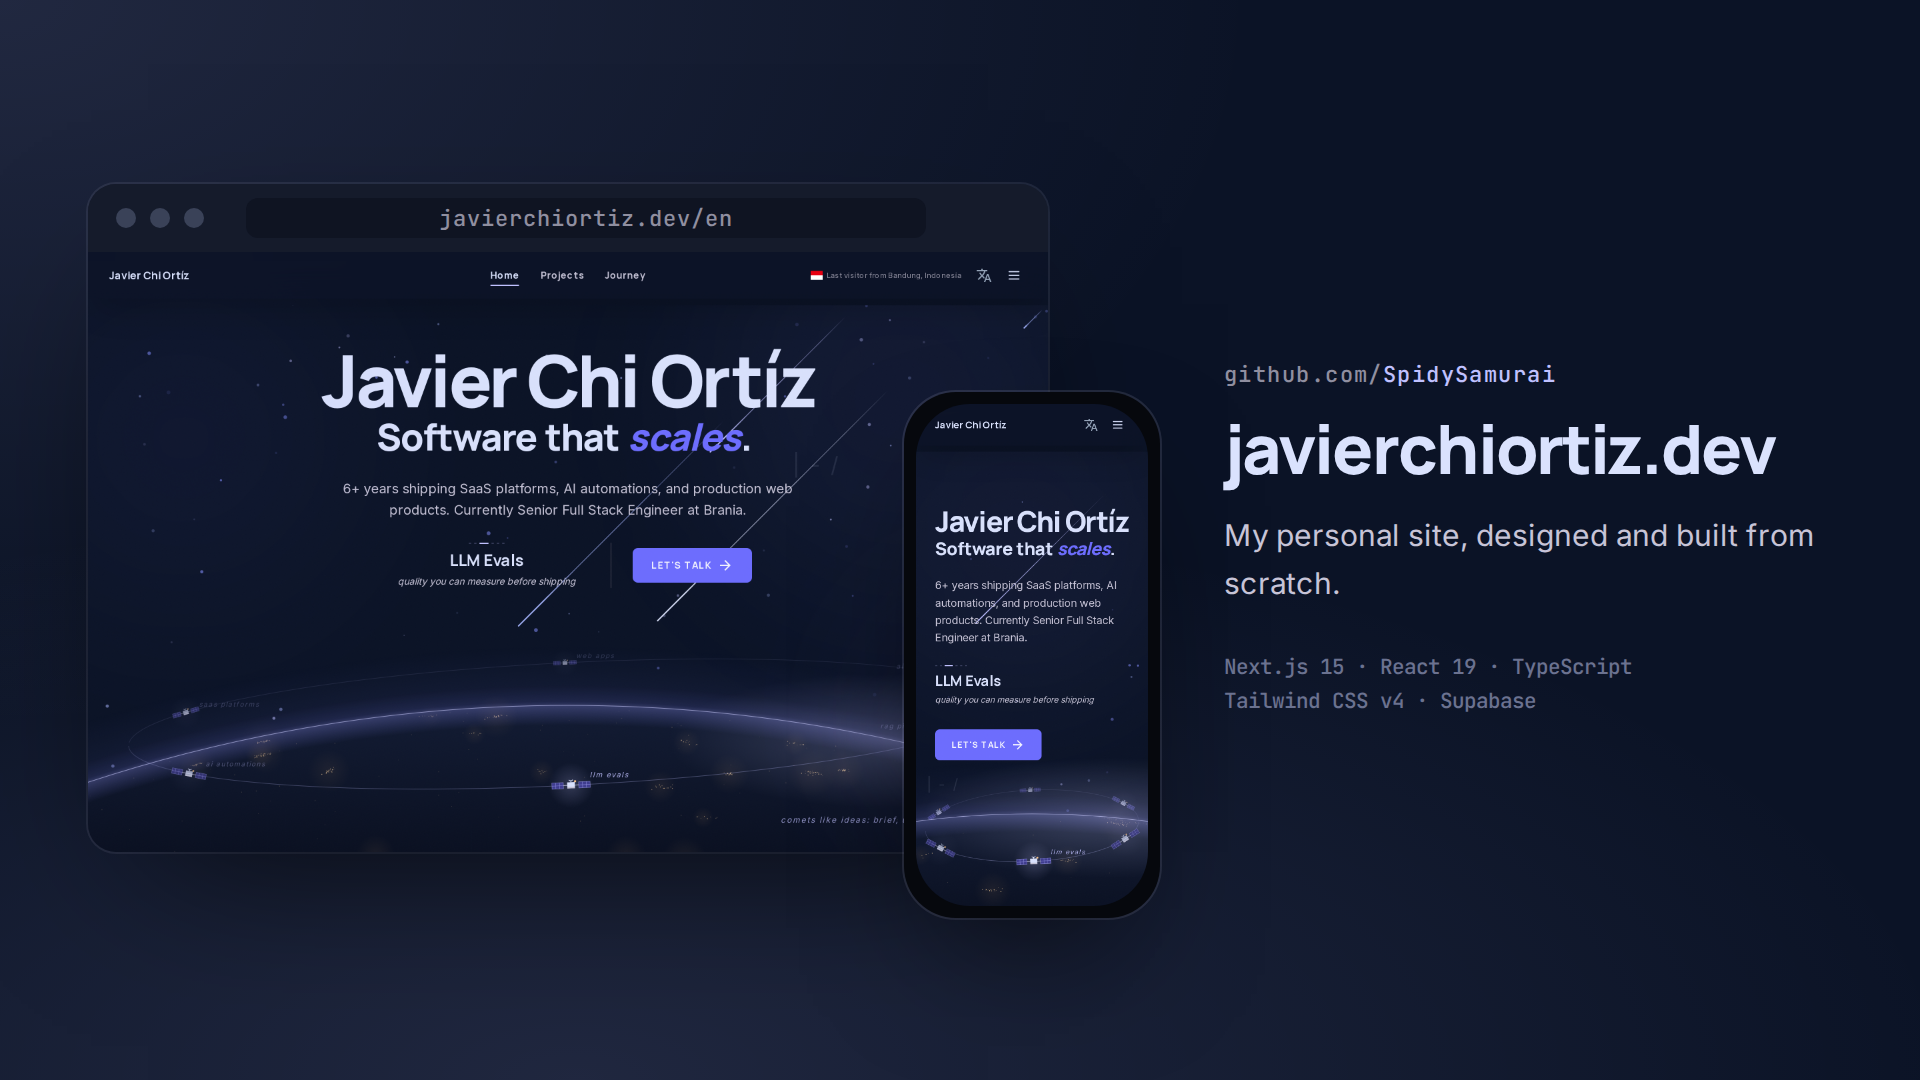 javierchiortiz.dev/en
Javier Chi Ortíz
Home
Projects
Journey
Last visitor from Bandung, Indonesia
Javier Chi Ortíz
Software that scales.
6+ years shipping SaaS platforms, AI automations, and production web
products. Currently Senior Full Stack Engineer at Brania.
LLM Evals
quality you can measure before shipping
LET'S TALK
web apps
saas platforms
ai automations
llm evals
comets like ideas: brief,
Javier Chi Ortíz
Javier Chi Ortíz
Software that scales.
6+ years shipping SaaS platforms, AI
automations, and production web
products. Currently Senior Full Stack
Engineer at Brania.
LLM Evals
quality you can measure before shipping
LET'S TALK
llm evals
github.com/SpidySamurai
javierchiortiz.dev
My personal site, designed and built from
scratch.
Next.js 15 · React 19 · TypeScript
Tailwind CSS v4 · Supabase